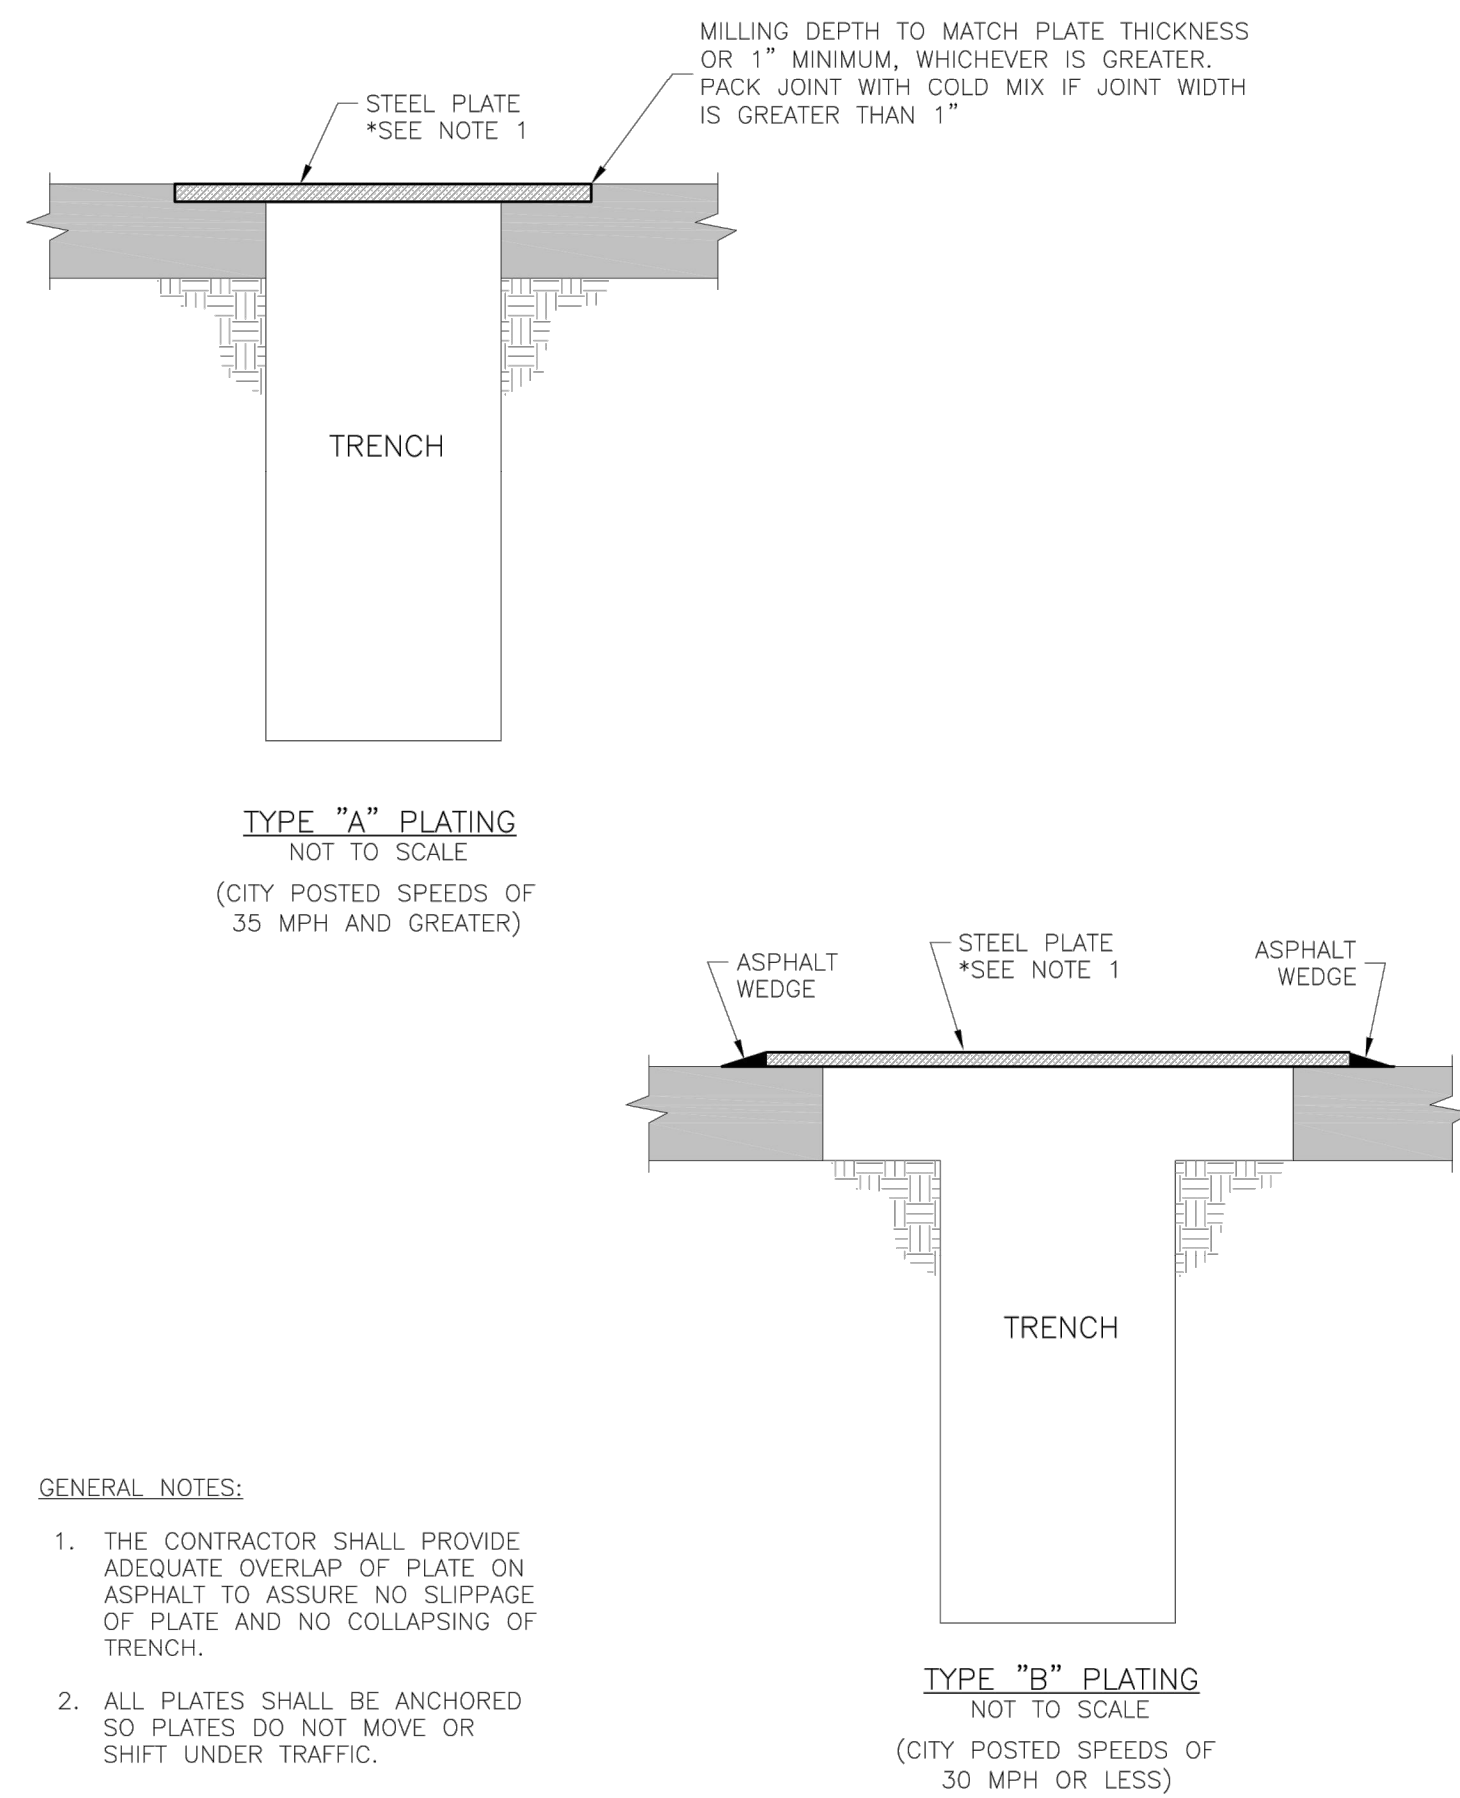 MILLING DEPTH TO MATCH PLATE THICKNESS
OR 1” MINIMUM, WHICHEVER IS GREATER.
PACK JOINT WITH COLD MIX IF JOINT WIDTH
IS GREATER THAN 1”
STEEL PLATE
*SEE NOTE 1
TRENCH
TYPE ”A” PLATING
NOT TO SCALE
(CITY POSTED SPEEDS OF
35 MPH AND GREATER)
STEEL PLATE
*SEE NOTE 1
ASPHALT
WEDGE
ASPHALT
WEDGE
TRENCH
TYPE ”B” PLATING
NOT TO SCALE
(CITY POSTED SPEEDS OF
30 MPH OR LESS)
GENERAL NOTES:
1. THE CONTRACTOR SHALL PROVIDE
ADEQUATE OVERLAP OF PLATE ON
ASPHALT TO ASSURE NO SLIPPAGE
OF PLATE AND NO COLLAPSING OF
TRENCH.
2. ALL PLATES SHALL BE ANCHORED
SO PLATES DO NOT MOVE OR
SHIFT UNDER TRAFFIC.